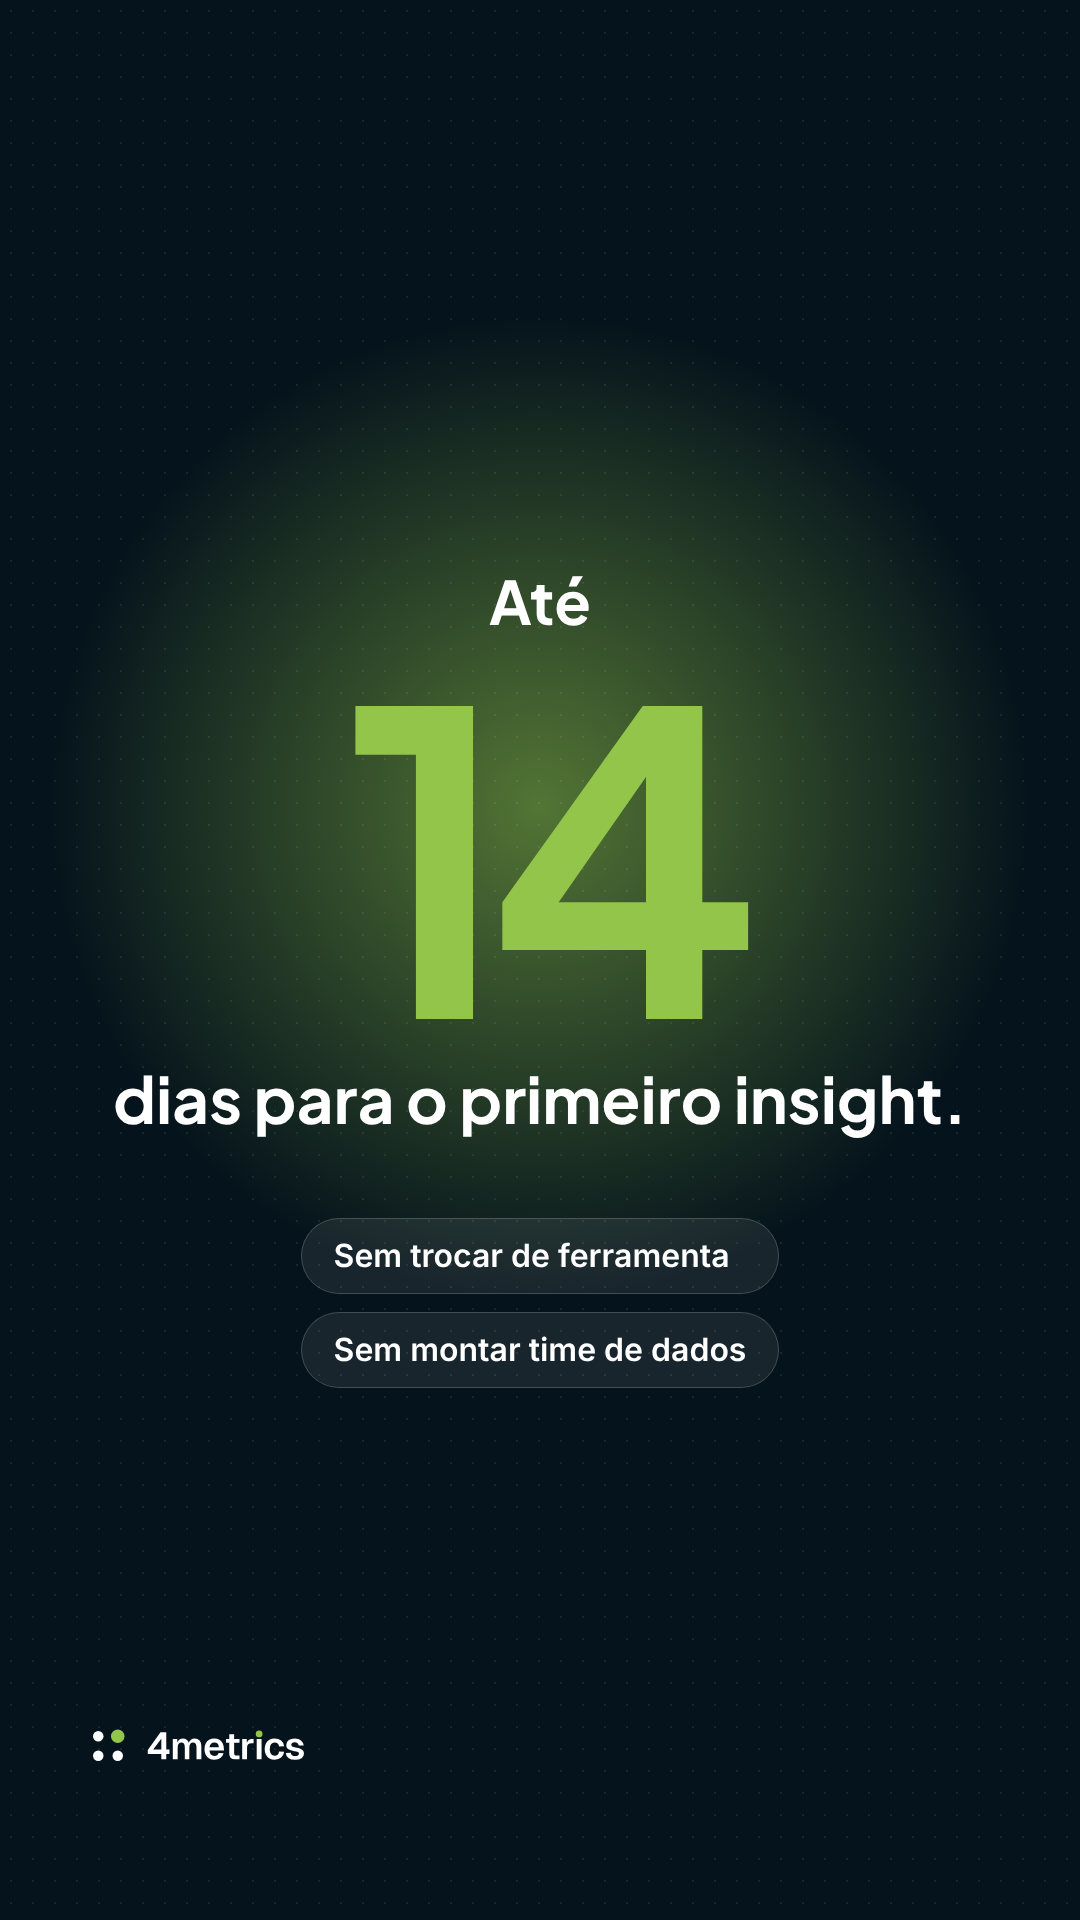 Até
14
dias para o primeiro insight.
Sem trocar de ferramenta
Sem montar time de dados
4metrics